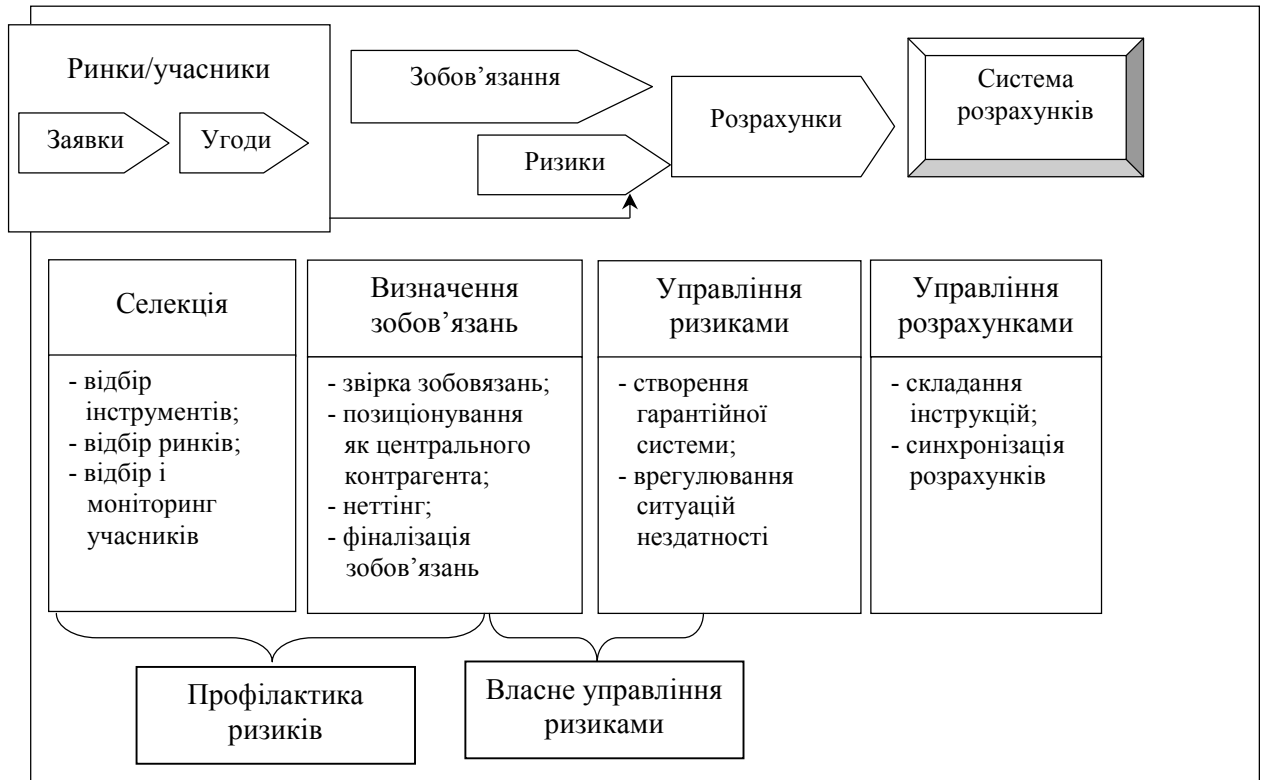 Ринки/учасники
Заявки
Угоди
Зобов’язання
Ризики
Розрахунки
Система
розрахунків
Селекція
- відбір
інструментів;
- відбір ринків;
- відбір і
моніторинг
учасників
Визначення
зобов’язань
- звірка зобовязань;
- позиціонування
як центрального
контрагента;
- неттінг;
- фіналізація
зобов’язань
Управління
ризиками
- створення
гарантійної
системи;
- врегулювання
ситуацій
нездатності
Управління
розрахунками
- складання
інструкцій;
- синхронізація
розрахунків
Профілактика
ризиків
Власне управління
ризиками